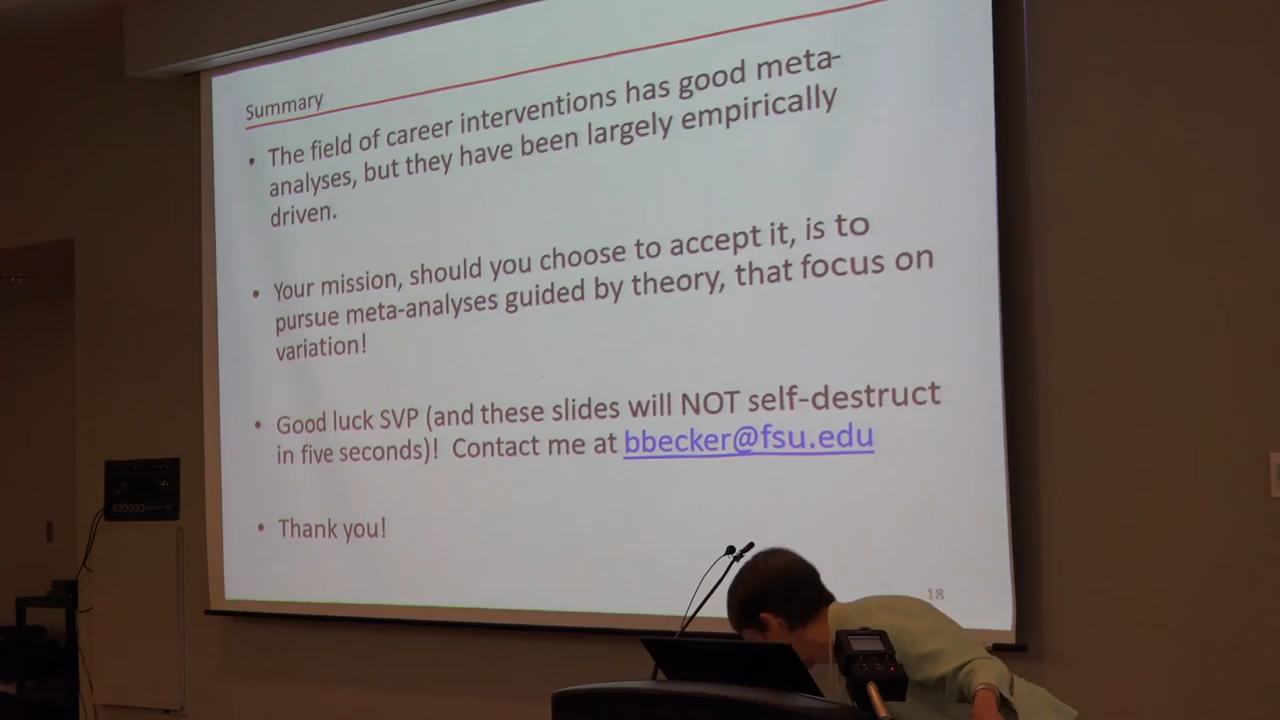 Summary
• The field of career interventions has good meta-
analyses, but they have been largely empirically
driven.
• Your mission, should you choose to accept it, is to
pursue meta-analyses guided by theory, that focus on
variation!
• Good luck SVP (and these slides will NOT self-destruct
in five seconds)! Contact me at bbecker@fsu.edu
• Thank you!
18